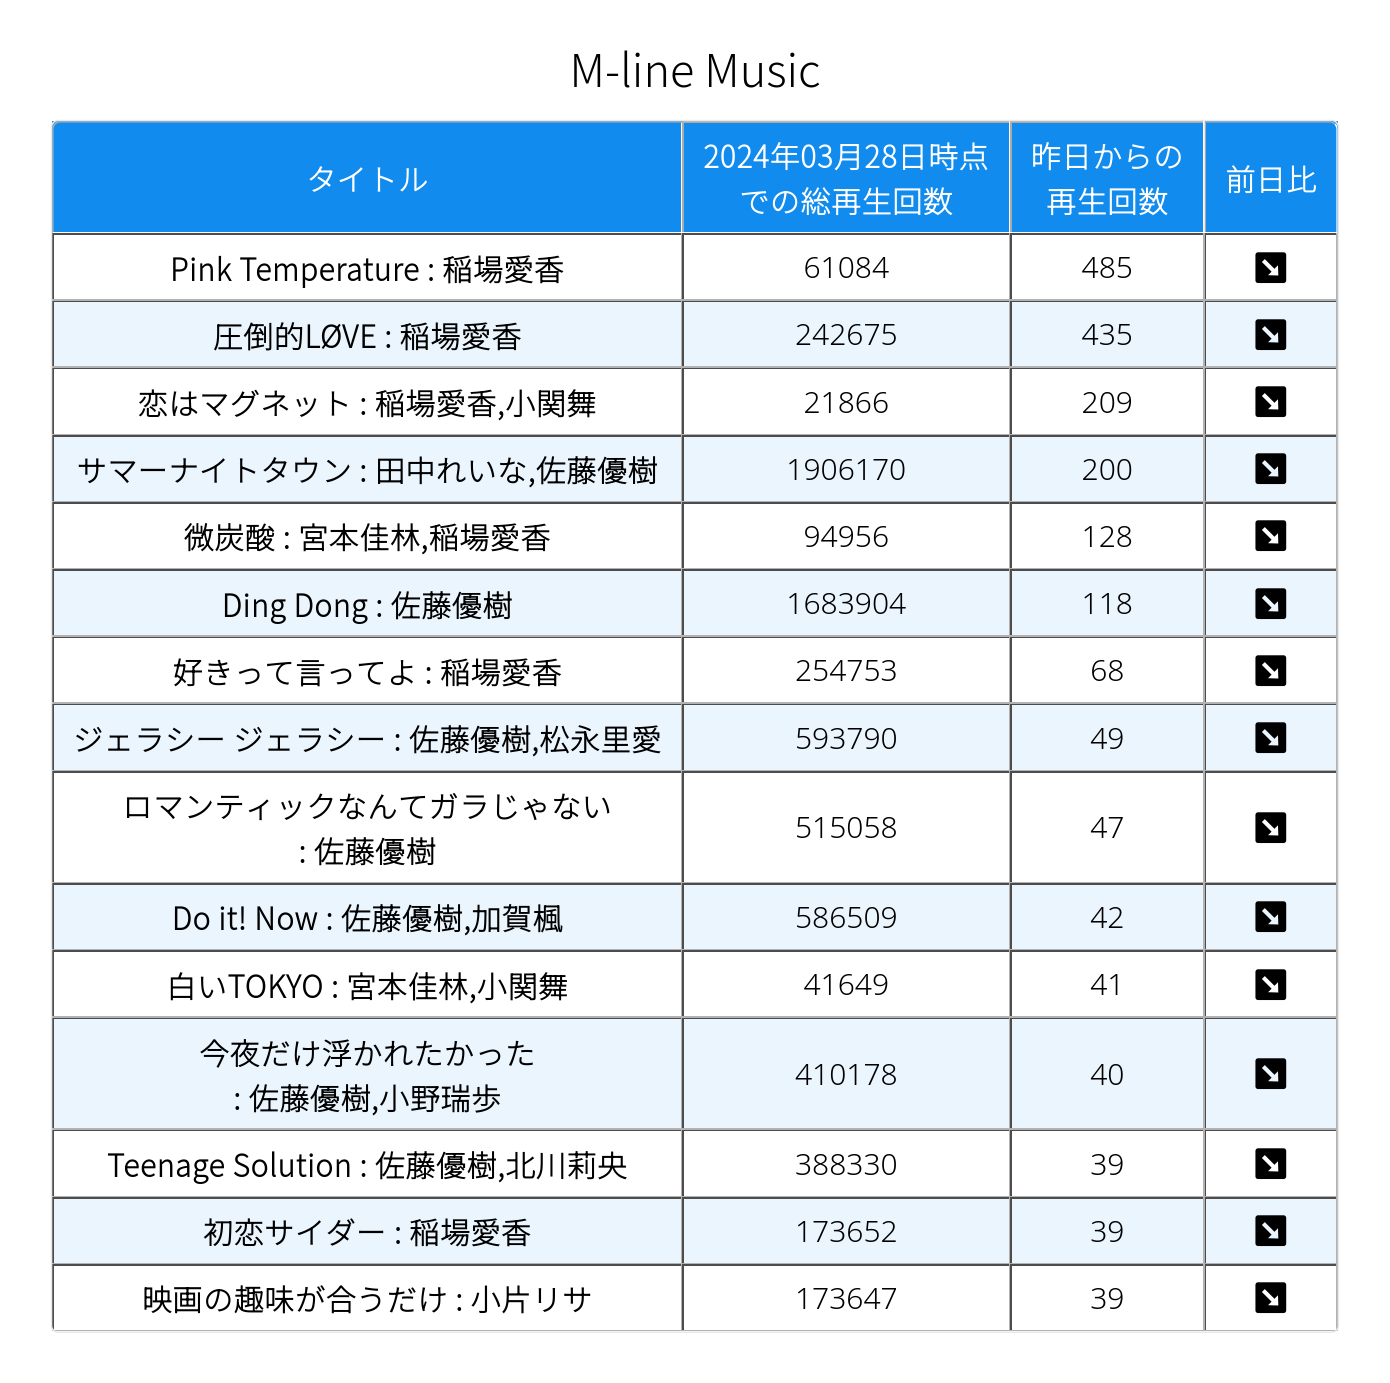 M-line Music
タイトル
2024年03月28日時点
での総再生回数
昨日からの
再生回数
前日比
Pink Temperature : 稲場愛香 61084 485 ↘
圧倒的LØVE : 稲場愛香 242675 435 ↘
恋はマグネット : 稲場愛香,小関舞 21866 209 ↘
サマーナイトタウン : 田中れいな,佐藤優樹 1906170 200 ↘
微炭酸 : 宮本佳林,稲場愛香 94956 128 ↘
Ding Dong : 佐藤優樹 1683904 118 ↘
好きって言ってよ : 稲場愛香 254753 68 ↘
ジェラシー ジェラシー : 佐藤優樹,松永里愛 593790 49 ↘
ロマンティックなんてガラじゃない
: 佐藤優樹 515058 47 ↘
Do it! Now : 佐藤優樹,加賀楓 586509 42 ↘
白いTOKYO : 宮本佳林,小関舞 41649 41 ↘
今夜だけ浮かれたかった
: 佐藤優樹,小野瑞歩 410178 40 ↘
Teenage Solution : 佐藤優樹,北川莉央 388330 39 ↘
初恋サイダー : 稲場愛香 173652 39 ↘
映画の趣味が合うだけ : 小片リサ 173647 39 ↘